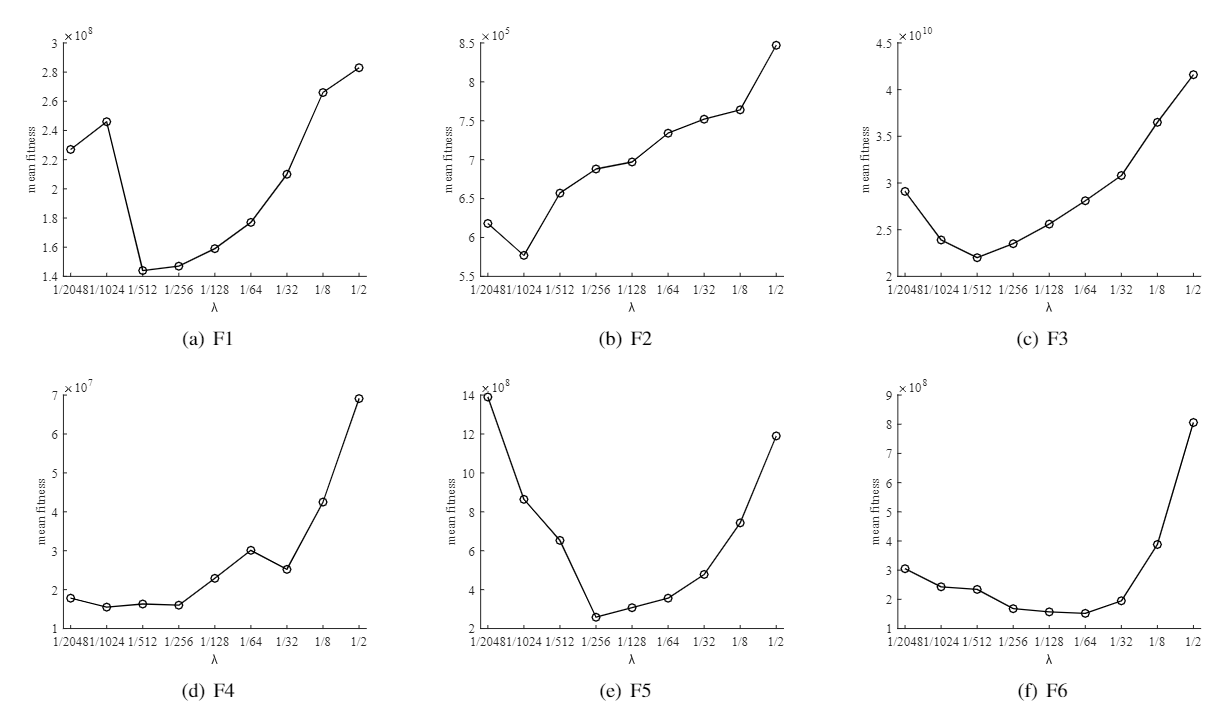 ×10^8
3
2.8
2.6
2.4
2.2
2
1.8
1.6
1.4
mean fitness
1/2048 1/1024 1/512 1/256 1/128 1/64 1/32 1/8 1/2
λ
(a) F1
×10^5
8.5
8
7.5
7
6.5
6
5.5
mean fitness
1/2048 1/1024 1/512 1/256 1/128 1/64 1/32 1/8 1/2
λ
(b) F2
×10^10
4.5
4
3.5
3
2.5
2
mean fitness
1/2048 1/1024 1/512 1/256 1/128 1/64 1/32 1/8 1/2
λ
(c) F3
×10^7
7
6
5
4
3
2
1
mean fitness
1/2048 1/1024 1/512 1/256 1/128 1/64 1/32 1/8 1/2
λ
(d) F4
×10^8
14
12
10
8
6
4
2
mean fitness
1/2048 1/1024 1/512 1/256 1/128 1/64 1/32 1/8 1/2
λ
(e) F5
×10^8
9
8
7
6
5
4
3
2
1
mean fitness
1/2048 1/1024 1/512 1/256 1/128 1/64 1/32 1/8 1/2
λ
(f) F6